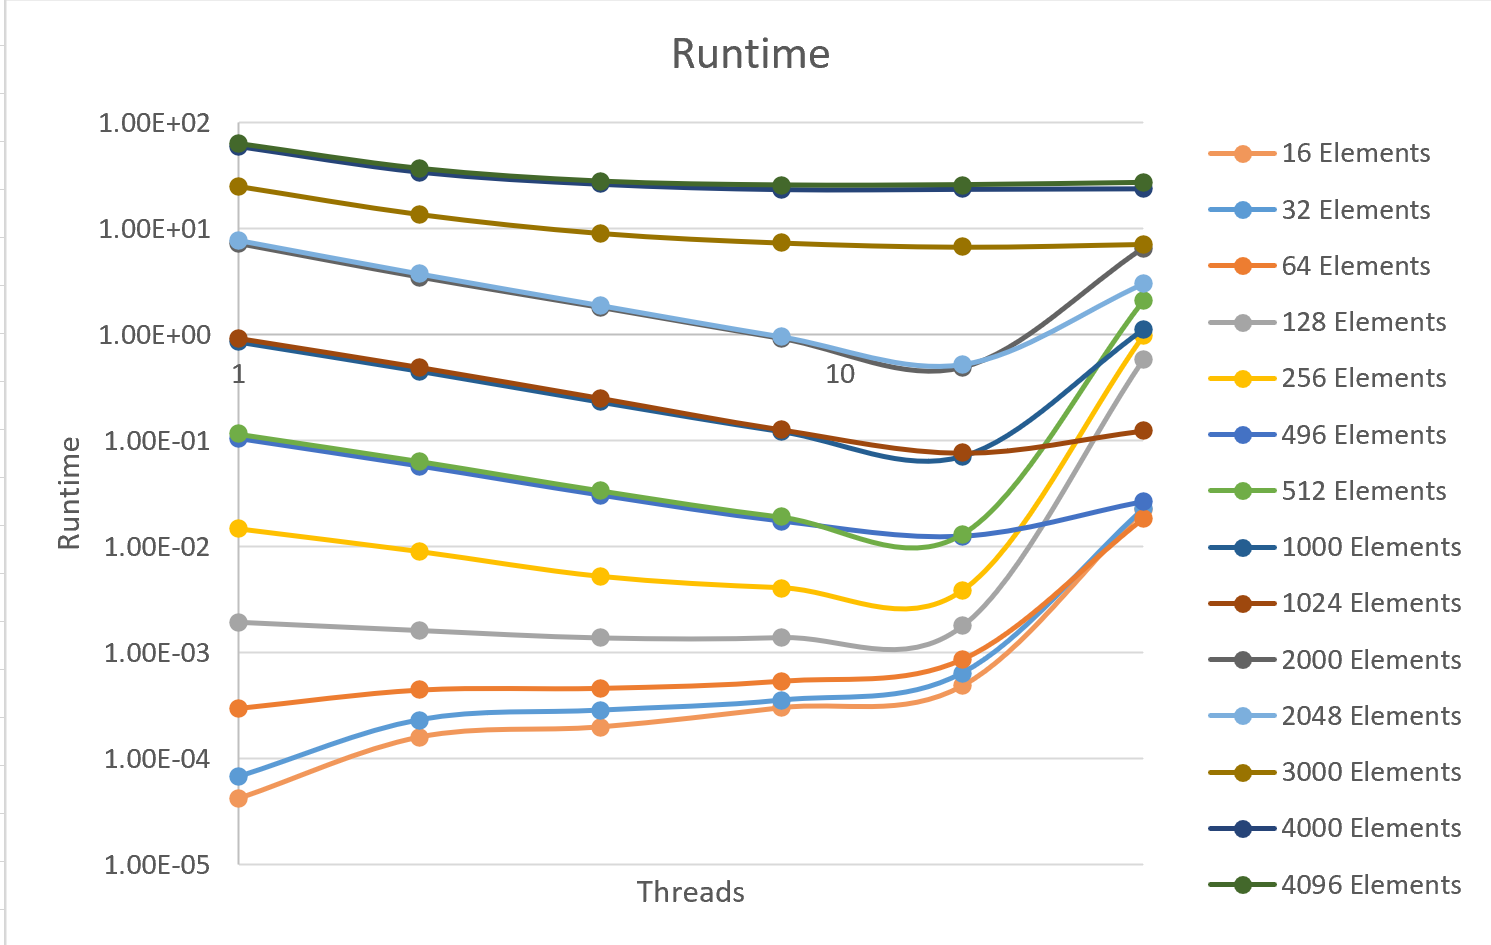 Runtime
1.00E+02
1.00E+01
1.00E+00
1.00E-01
1.00E-02
1.00E-03
1.00E-04
1.00E-05
1
10
Runtime
Threads
16 Elements
32 Elements
64 Elements
128 Elements
256 Elements
496 Elements
512 Elements
1000 Elements
1024 Elements
2000 Elements
2048 Elements
3000 Elements
4000 Elements
4096 Elements